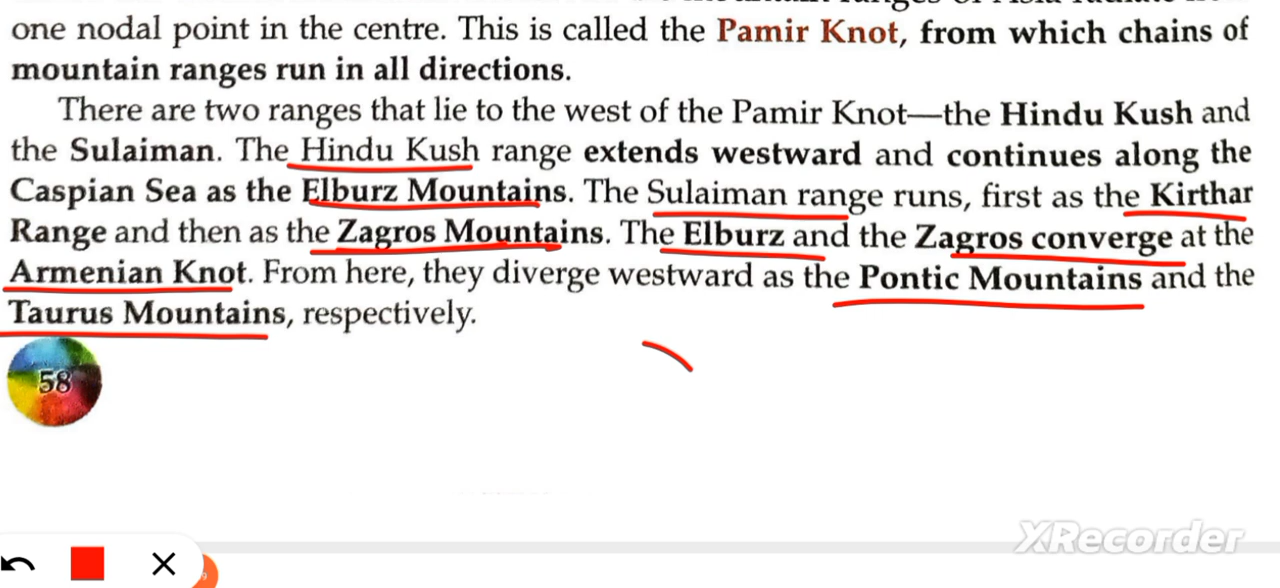 one nodal point in the centre. This is called the Pamir Knot, from which chains of
mountain ranges run in all directions.
There are two ranges that lie to the west of the Pamir Knot—the Hindu Kush and
the Sulaiman. The Hindu Kush range extends westward and continues along the
Caspian Sea as the Elburz Mountains. The Sulaiman range runs, first as the Kirthar
Range and then as the Zagros Mountains. The Elburz and the Zagros converge at the
Armenian Knot. From here, they diverge westward as the Pontic Mountains and the
Taurus Mountains, respectively.
58
XRecorder